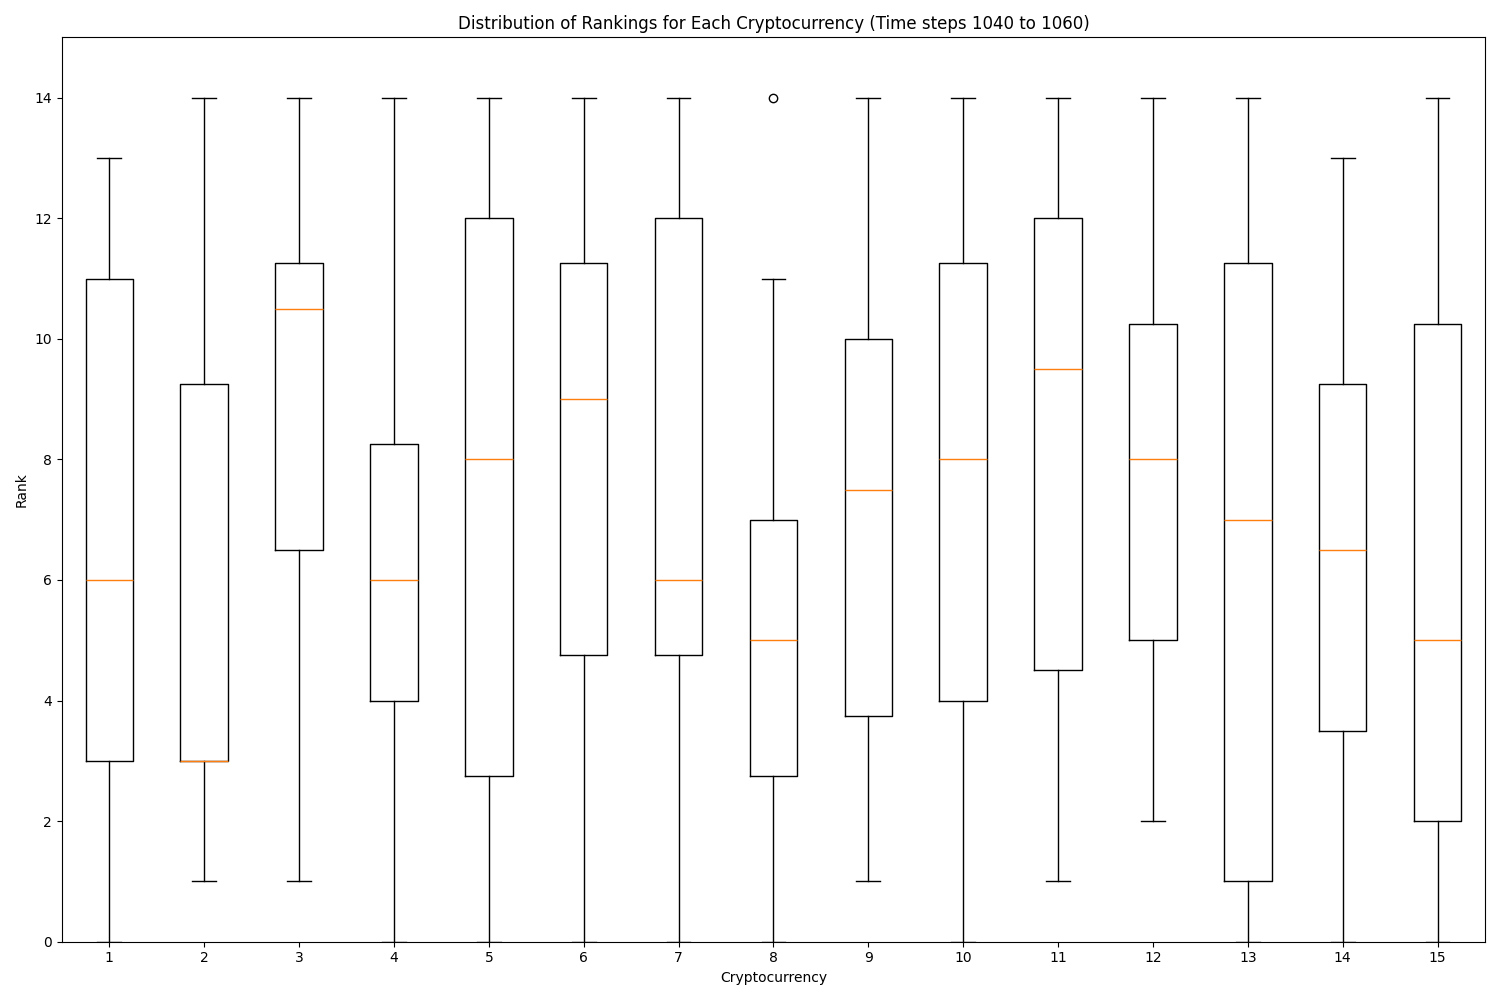 Distribution of Rankings for Each Cryptocurrency (Time steps 1040 to 1060)
Rank
14
12
10
8
6
4
2
0
1 2 3 4 5 6 7 8 9 10 11 12 13 14 15
Cryptocurrency